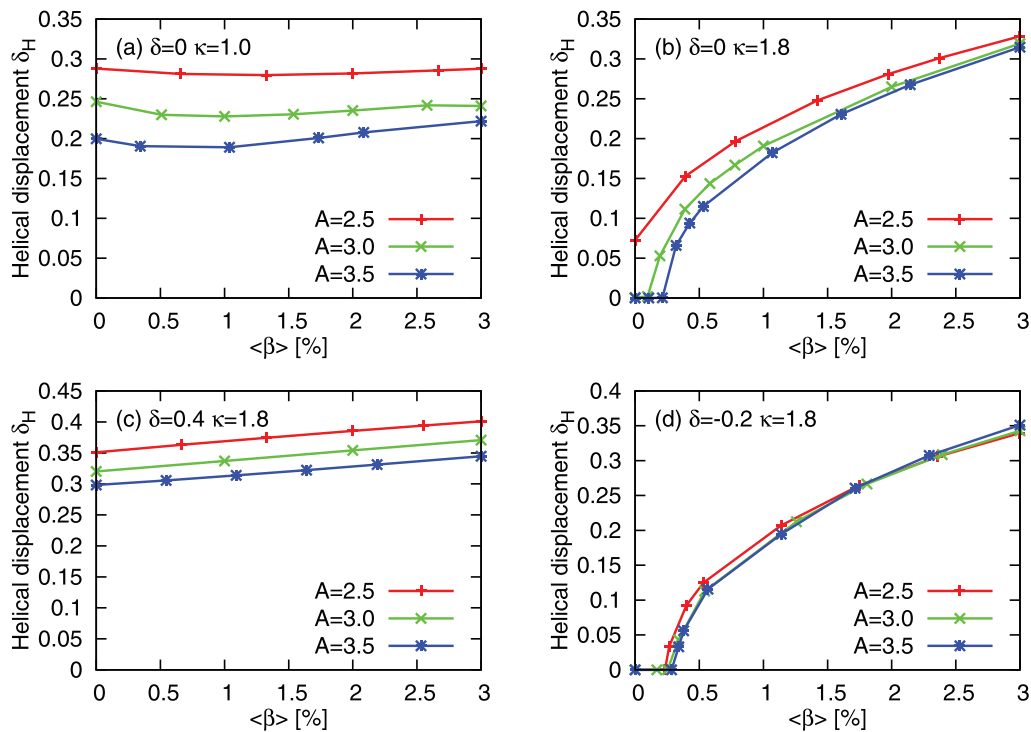 (a) δ=0 κ=1.0
Helical displacement δH
0.35
0.3
0.25
0.2
0.15
0.1
0.05
0
A=2.5
A=3.0
A=3.5
0 0.5 1 1.5 2 2.5 3
<β> [%]
(b) δ=0 κ=1.8
Helical displacement δH
0.35
0.3
0.25
0.2
0.15
0.1
0.05
0
A=2.5
A=3.0
A=3.5
0 0.5 1 1.5 2 2.5 3
<β> [%]
(c) δ=0.4 κ=1.8
Helical displacement δH
0.45
0.4
0.35
0.3
0.25
0.2
0.15
0.1
0.05
0
A=2.5
A=3.0
A=3.5
0 0.5 1 1.5 2 2.5 3
<β> [%]
(d) δ=-0.2 κ=1.8
Helical displacement δH
0.4
0.35
0.3
0.25
0.2
0.15
0.1
0.05
0
A=2.5
A=3.0
A=3.5
0 0.5 1 1.5 2 2.5 3
<β> [%]